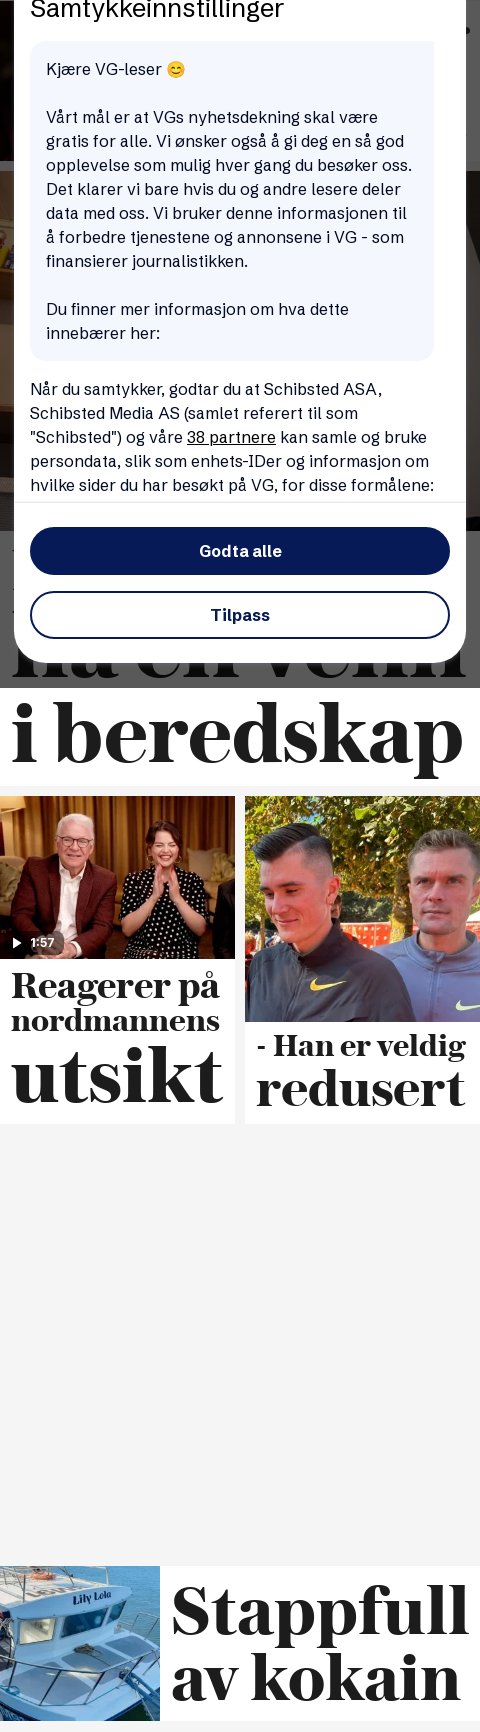 Samtykkeinnstillinger
Kjære VG-leser 😊
Vårt mål er at VGs nyhetsdekning skal være
gratis for alle. Vi ønsker også å gi deg en så god
opplevelse som mulig hver gang du besøker oss.
Det klarer vi bare hvis du og andre lesere deler
data med oss. Vi bruker denne informasjonen til
å forbedre tjenestene og annonsene i VG - som
finansierer journalistikken.
Du finner mer informasjon om hva dette
innebærer her:
Når du samtykker, godtar du at Schibsted ASA,
Schibsted Media AS (samlet referert til som
"Schibsted") og våre 38 partnere kan samle og bruke
persondata, slik som enhets-IDer og informasjon om
hvilke sider du har besøkt på VG, for disse formålene:
Godta alle
Tilpass
i beredskap
1:57
Reagerer på
nordmannens
utsikt
- Han er veldig
redusert
Lily Lola
Stappfull
av kokain